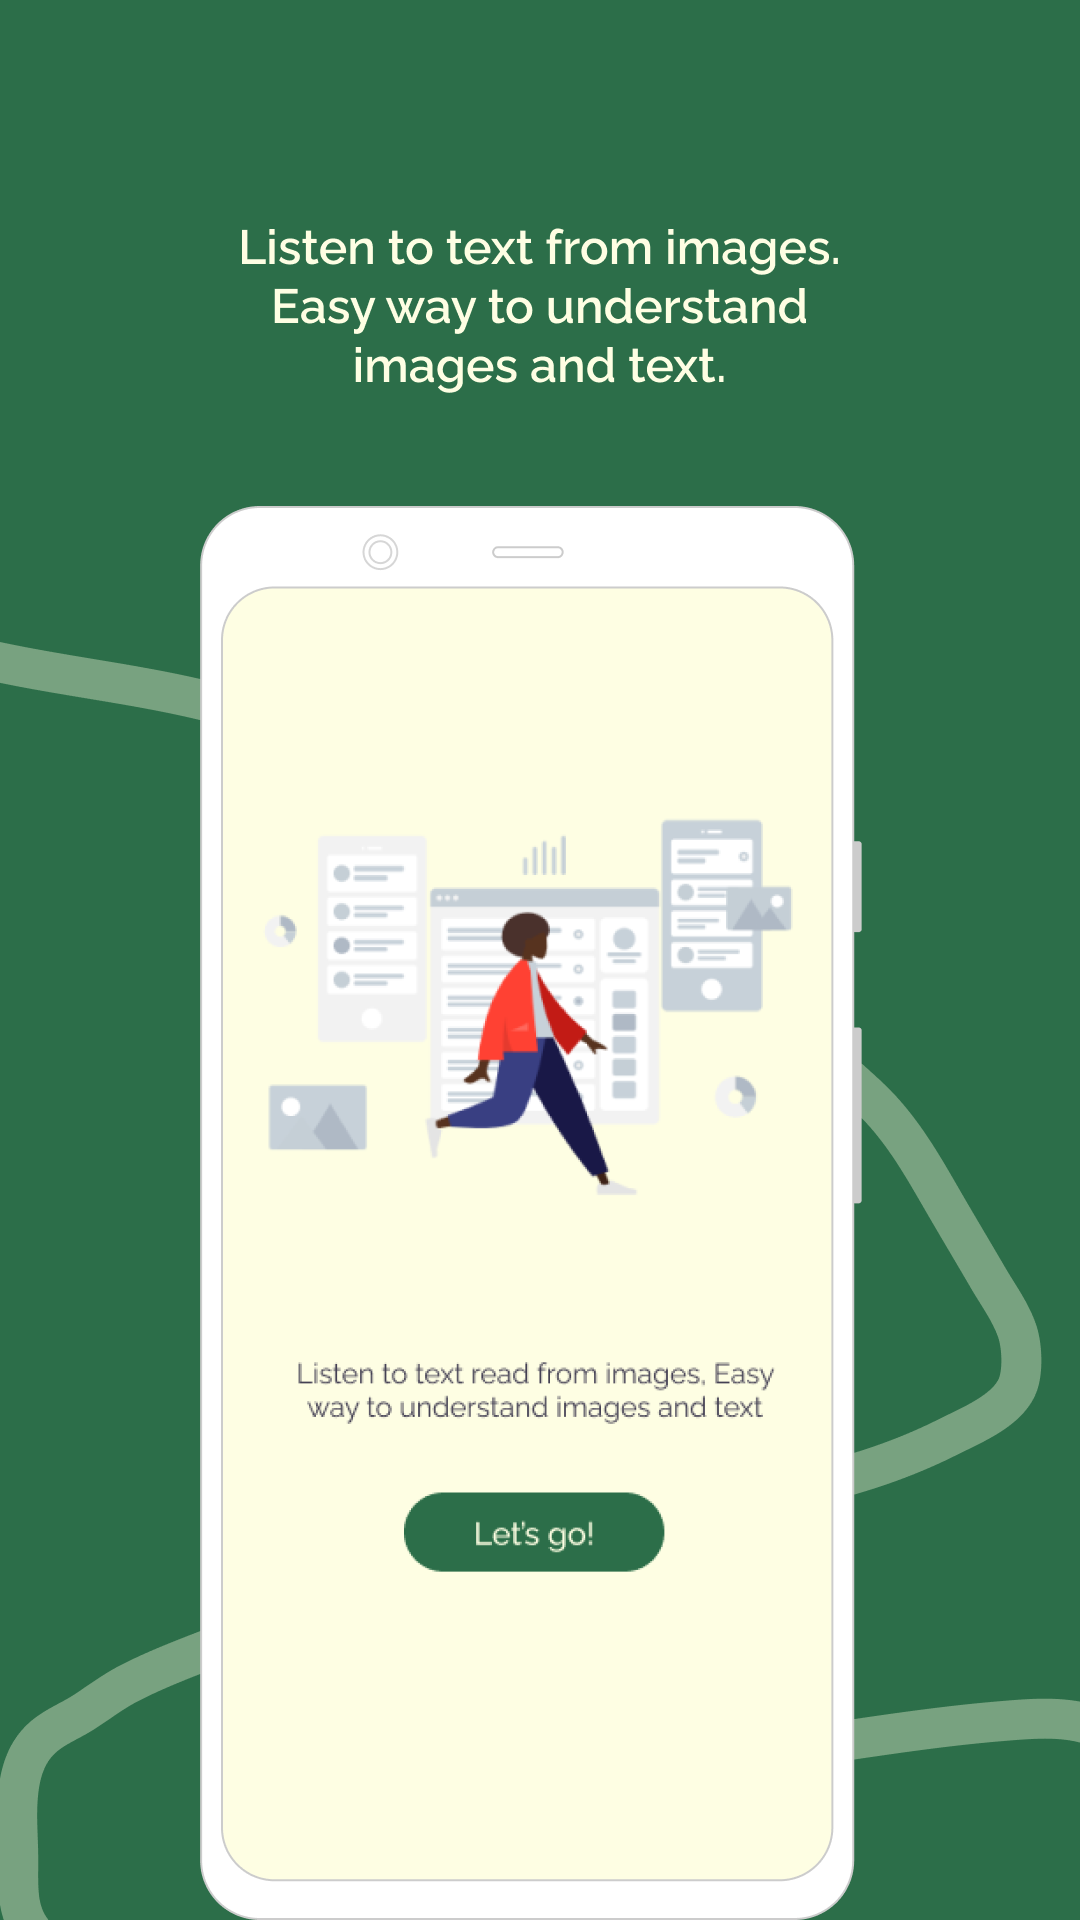 Listen to text from images.
Easy way to understand
images and text.
Listen to text read from images, Easy
way to understand images and text
Let's go!